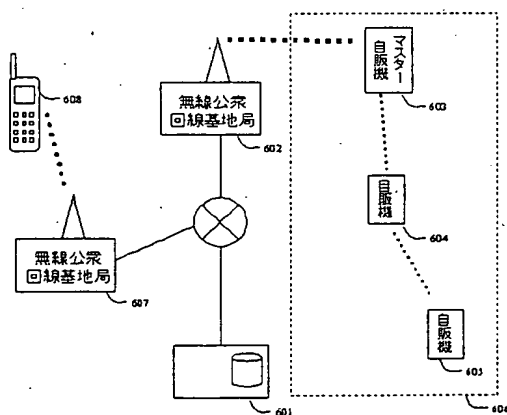 608
無線公衆
回線基地局
602
マスター
自販機
603
自販機
604
無線公衆
回線基地局
607
自販機
605
601
606